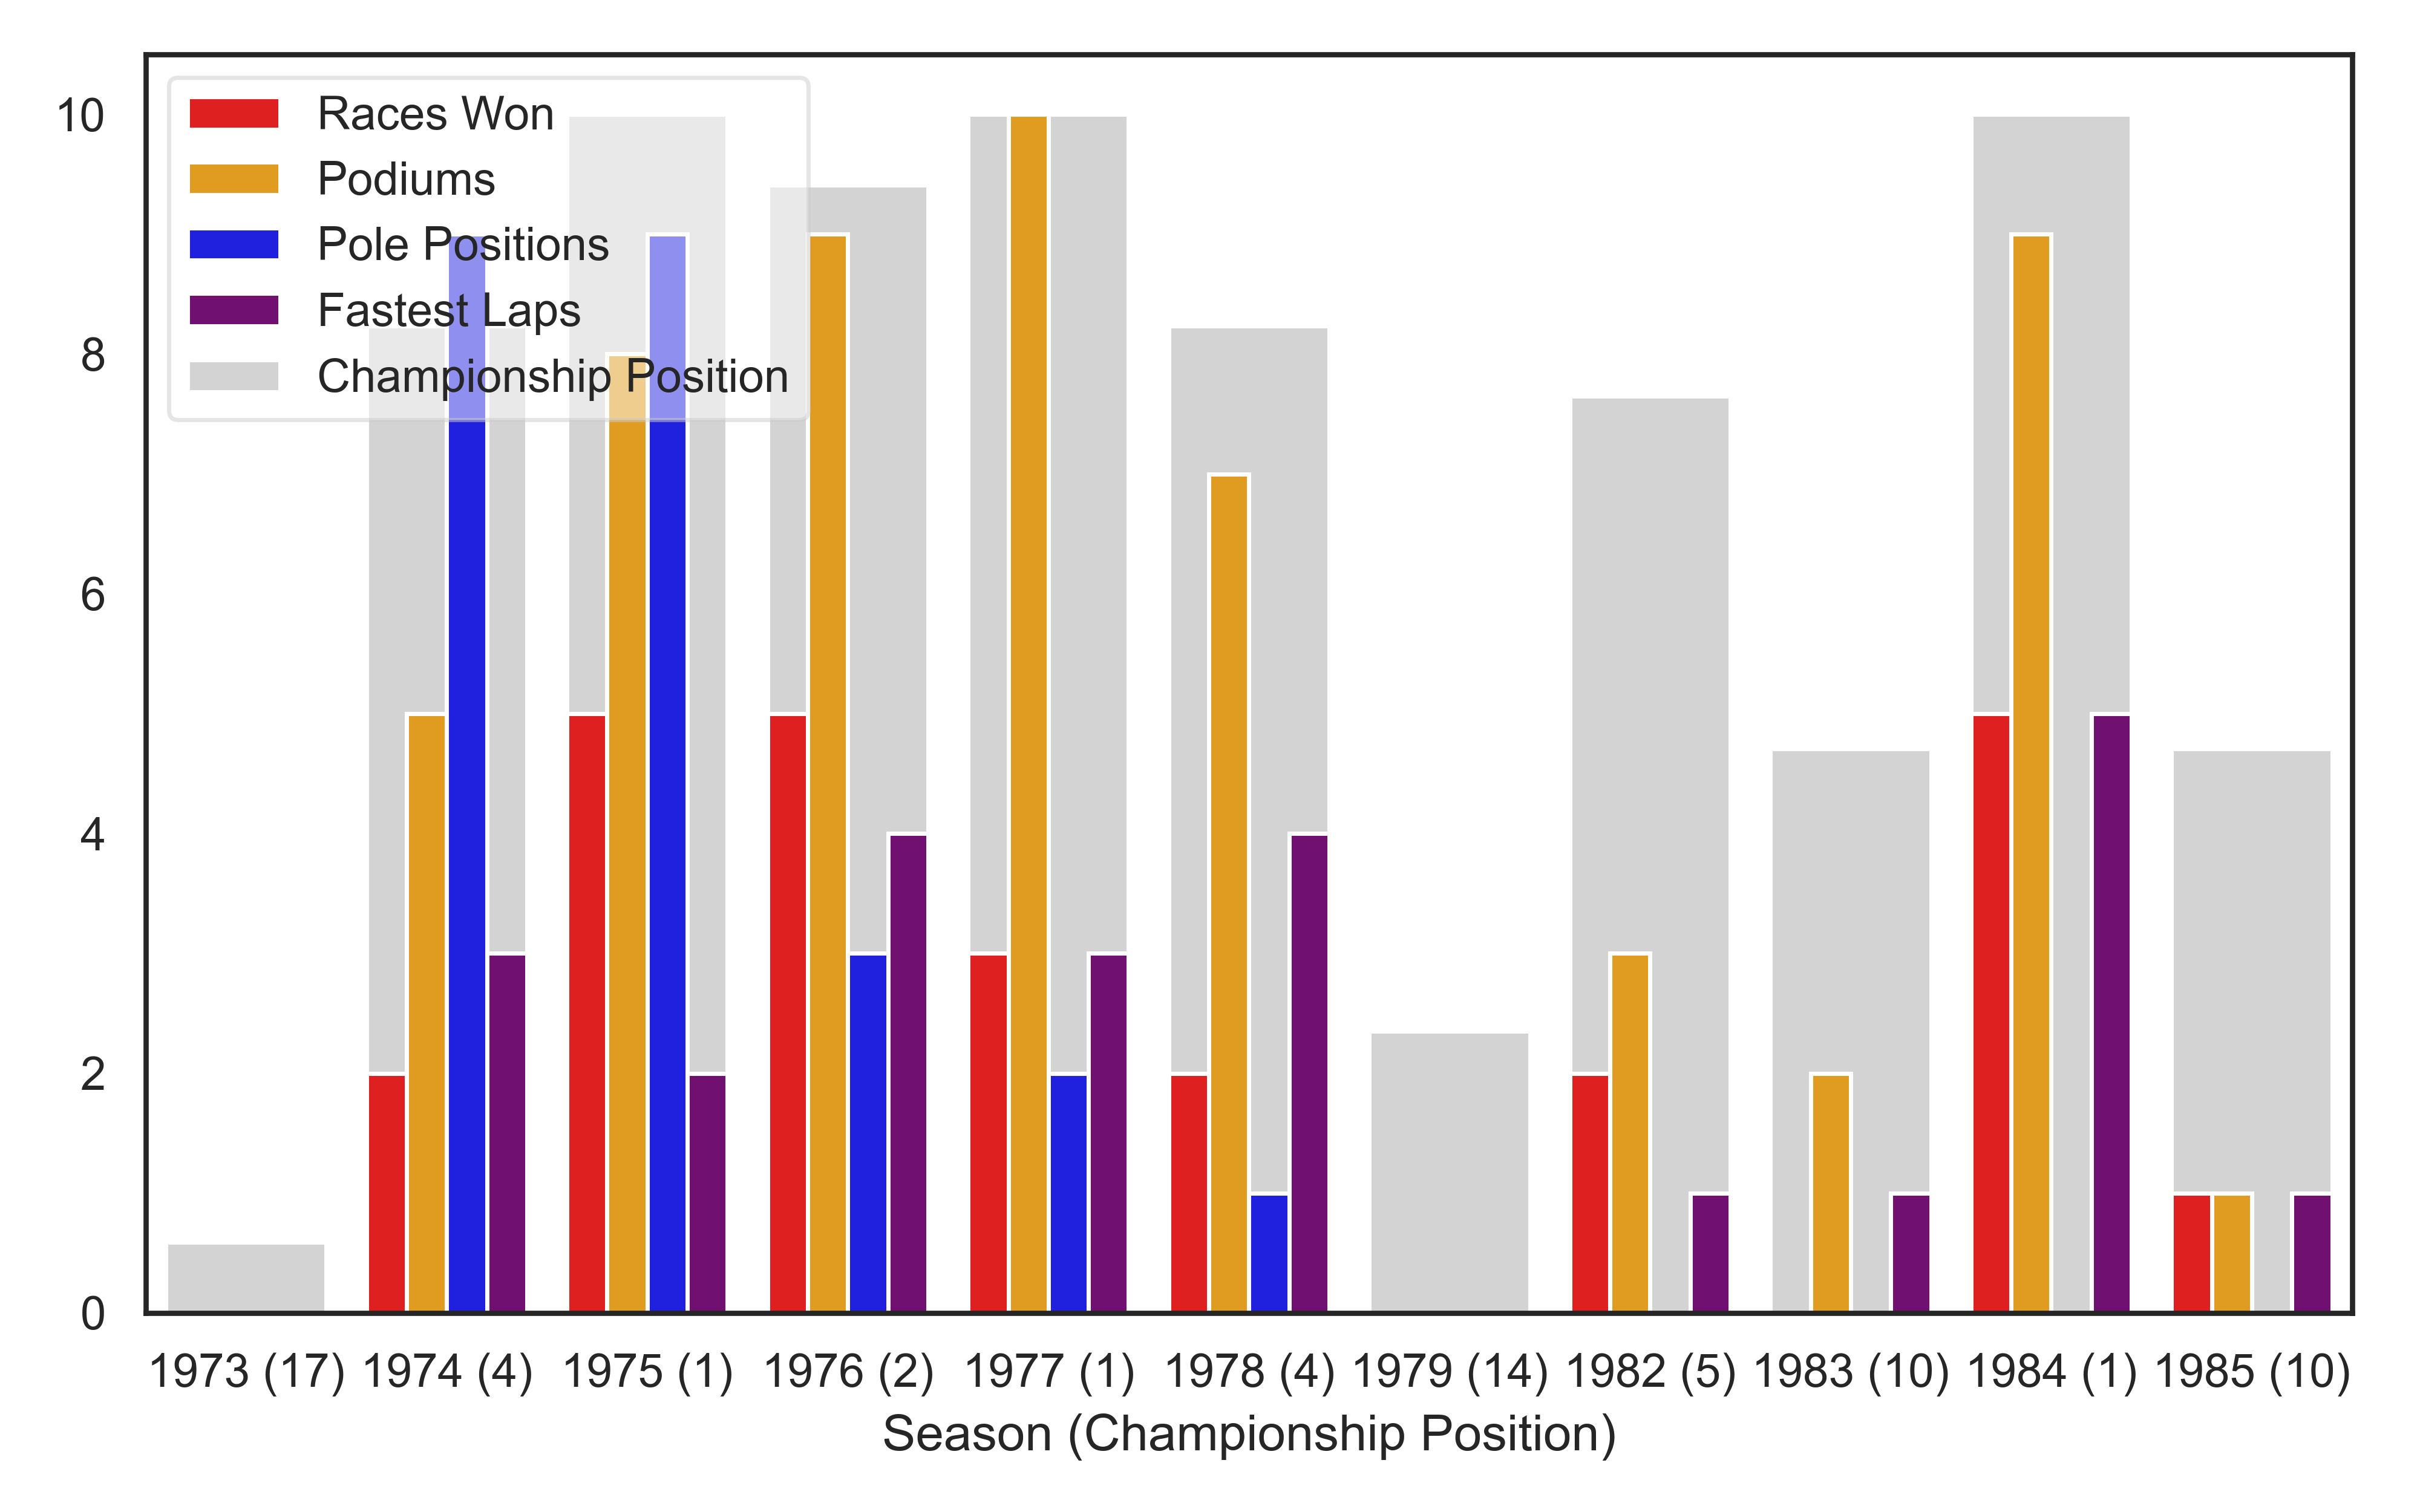 Races Won
Podiums
Pole Positions
Fastest Laps
Championship Position
10
8
6
4
2
0
1973 (17) 1974 (4) 1975 (1) 1976 (2) 1977 (1) 1978 (4) 1979 (14) 1982 (5) 1983 (10) 1984 (1) 1985 (10)
Season (Championship Position)